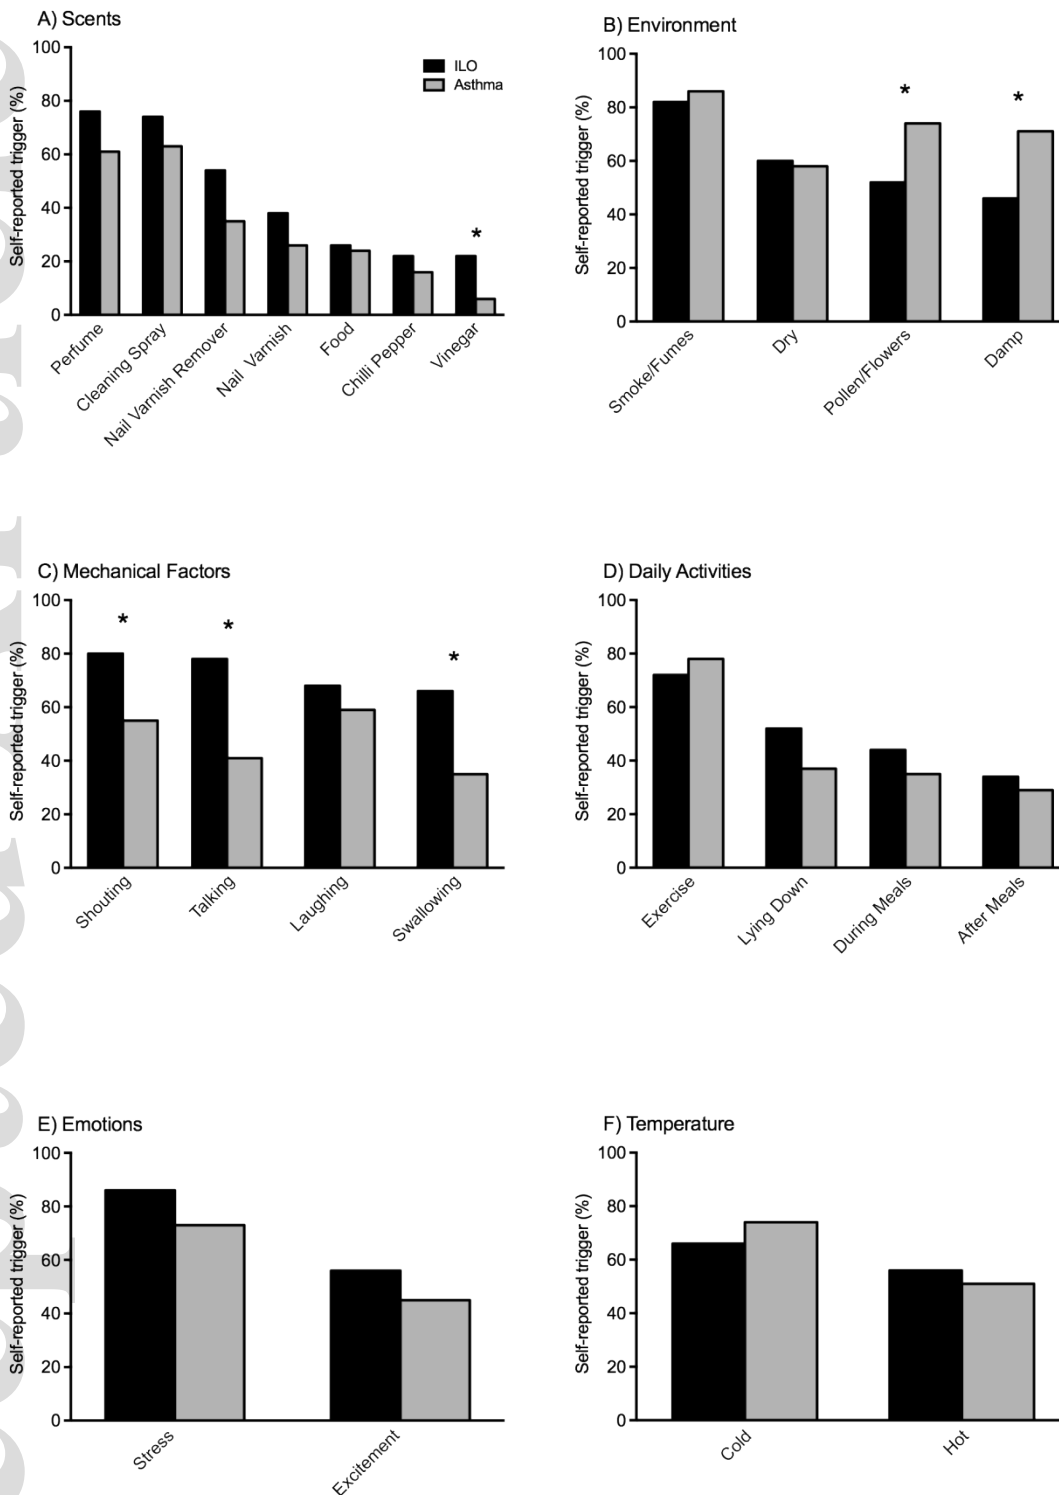 A) Scents
100
80
60
40
20
0
Self-reported trigger (%)
ILO
Asthma
*
Perfume
Cleaning Spray
Nail Varnish Remover
Nail Varnish
Food
Chilli Pepper
Vinegar
B) Environment
100
80
60
40
20
0
Self-reported trigger (%)
*
*
Smoke/Fumes
Dry
Pollen/Flowers
Damp
C) Mechanical Factors
100
80
60
40
20
0
Self-reported trigger (%)
*
*
*
Shouting
Talking
Laughing
Swallowing
D) Daily Activities
100
80
60
40
20
0
Self-reported trigger (%)
Exercise
Lying Down
During Meals
After Meals
E) Emotions
100
80
60
40
20
0
Self-reported trigger (%)
Stress
Excitement
F) Temperature
100
80
60
40
20
0
Self-reported trigger (%)
Cold
Hot